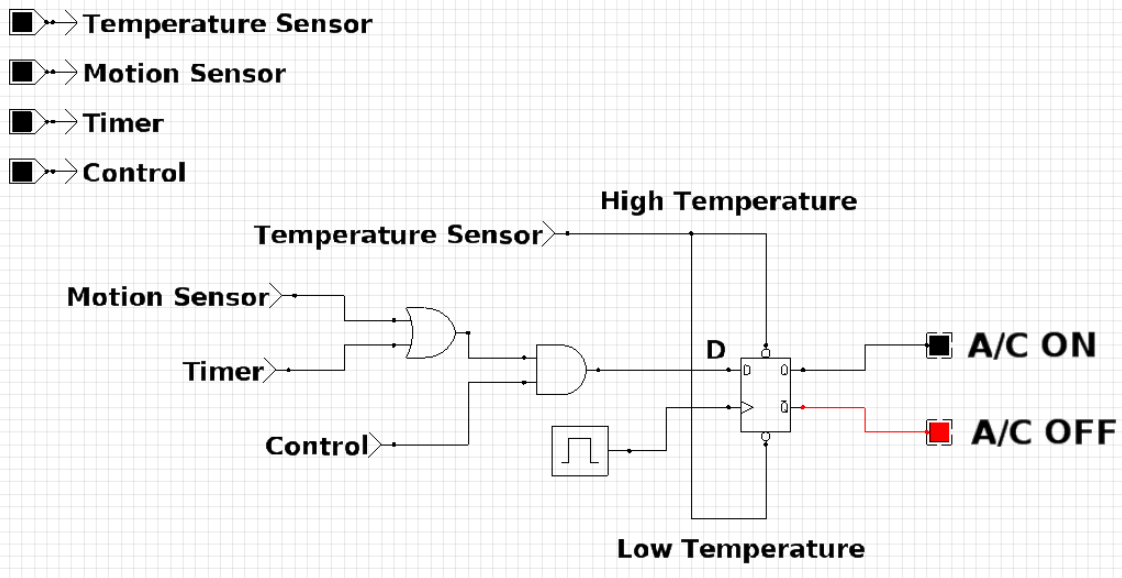 Temperature Sensor
Motion Sensor
Timer
Control
High Temperature
Temperature Sensor
Motion Sensor
Timer
Control
D
D Q
Q̅
A/C ON
A/C OFF
Low Temperature